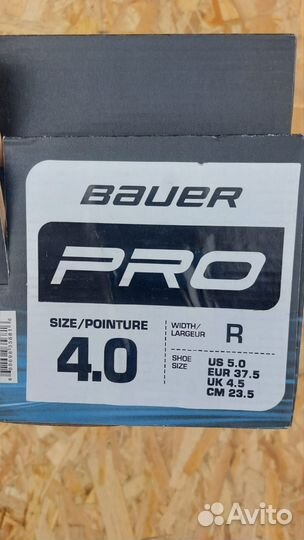 BAUER
PRO
SIZE/POINTURE
4.0
WIDTH/
LARGEUR
R
SHOE
SIZE
US 5.0
EUR 37.5
UK 4.5
CM 23.5
Avito